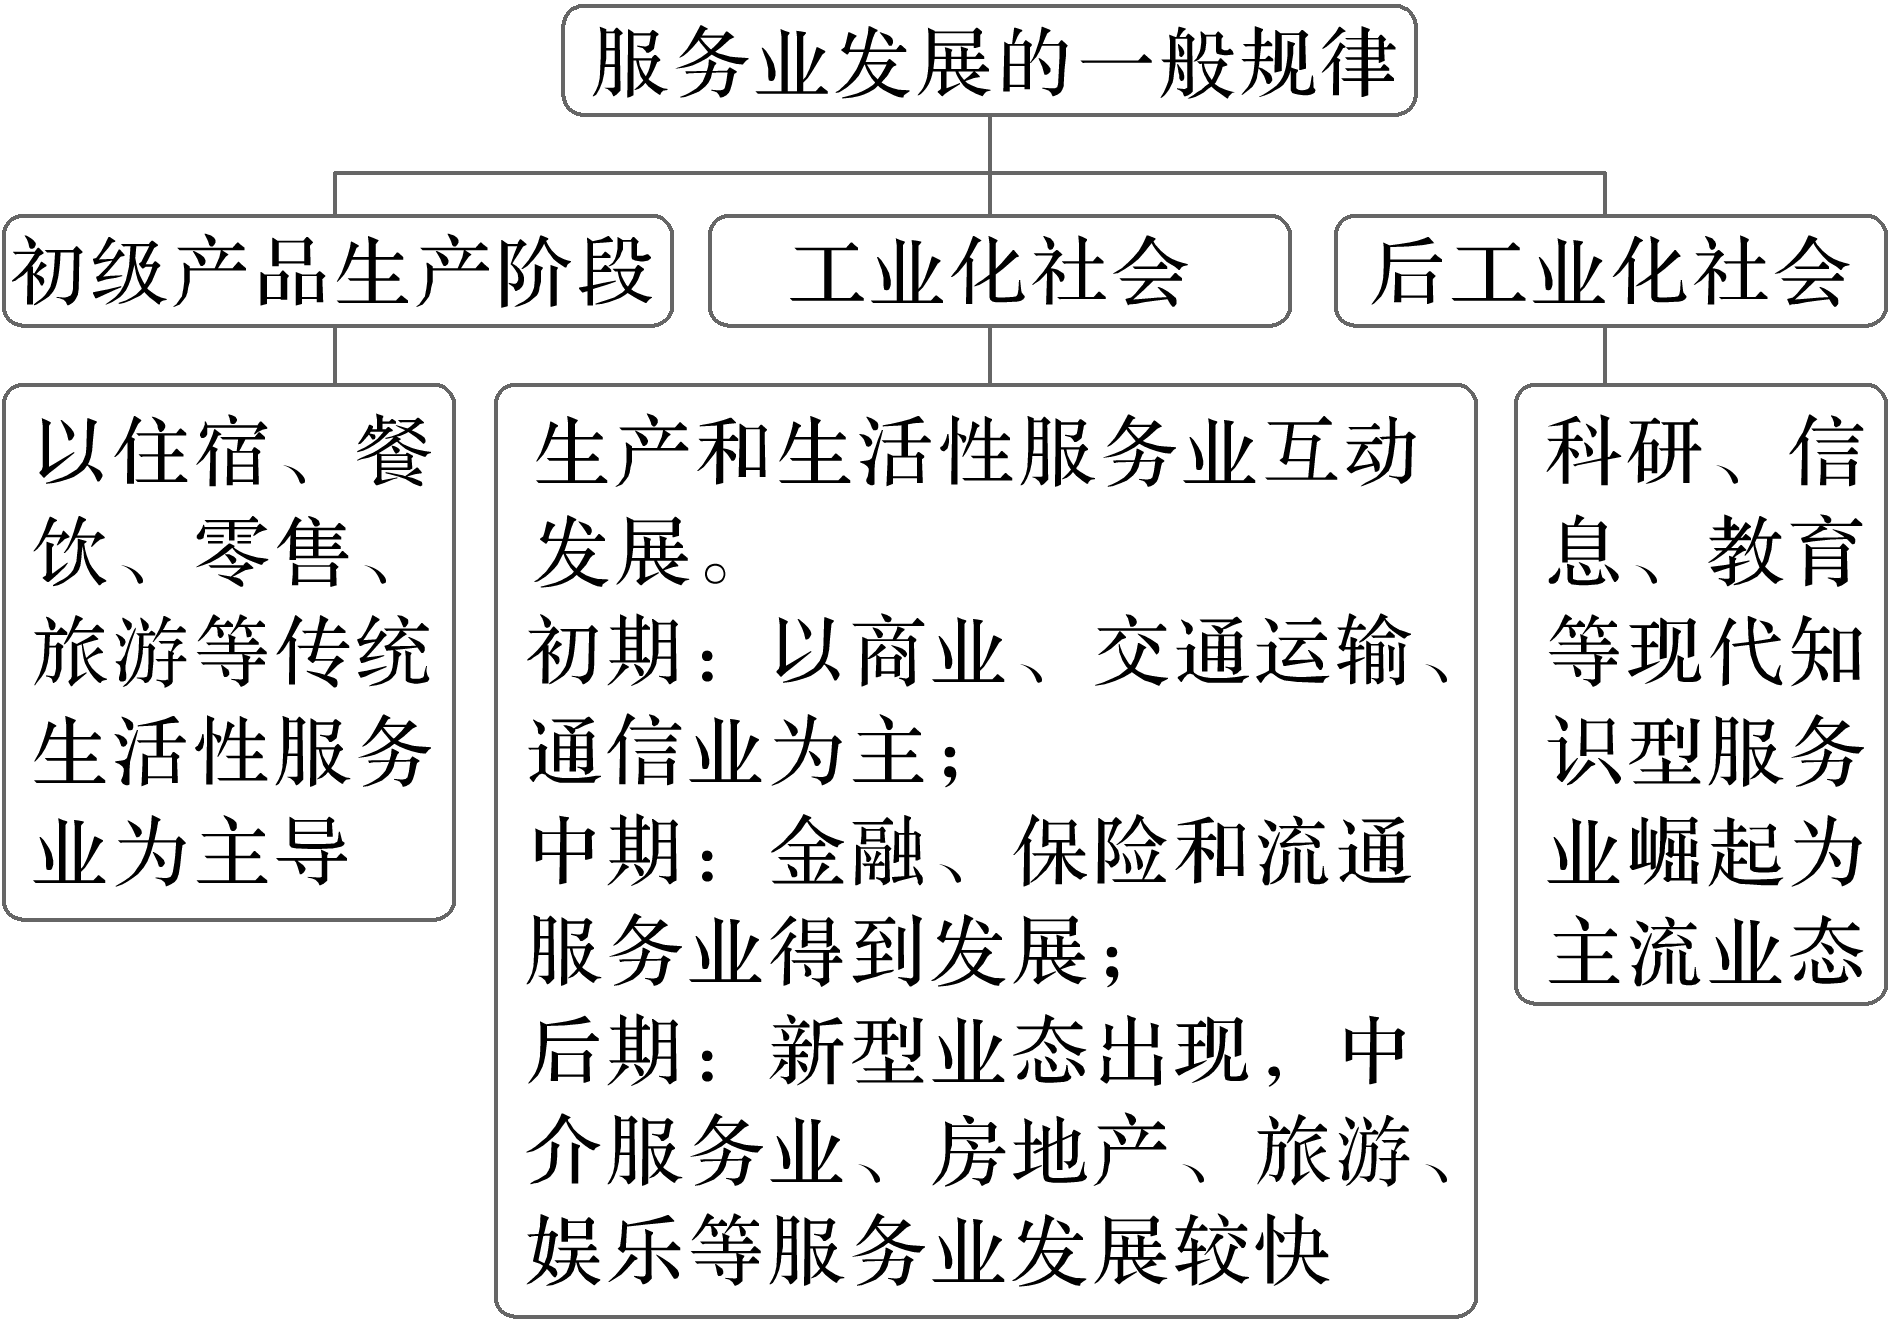 服务业发展的一般规律
初级产品生产阶段
工业化社会
后工业化社会
以住宿、餐
饮、零售、
旅游等传统
生活性服务
业为主导
生产和生活性服务业互动
发展。
初期：以商业、交通运输、
通信业为主；
中期：金融、保险和流通
服务业得到发展；
后期：新型业态出现，中
介服务业、房地产、旅游、
娱乐等服务业发展较快
科研、信
息、教育
等现代知
识型服务
业崛起为
主流业态